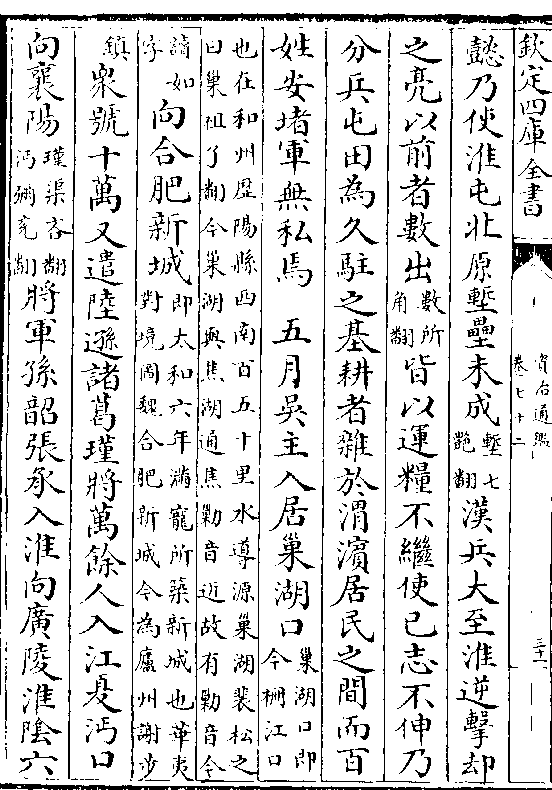 欽定四庫全書
資治通鑑
卷七十二
三十一
懿乃使淮屯北原塹壘未成塹七
艶翻漢兵大至淮逆擊却
之亮以前者數出數所
角翻皆以運糧不繼使己志不伸乃
分兵屯田為久駐之基耕者雜於渭濱居民之間而百
姓安堵軍無私焉 五月吳主入居巢湖口巢湖口即
今柵江口
也在和州歷陽縣西南百五十里水導源巢湖裴松之
曰巢祖了翻今巢湖與焦湖通焦勦音近故有勦音今
讀如
字向合肥新城即太和六年滿寵所築新城也華夷
對境圖魏合肥新城今為廬州謝步
鎮衆號十萬又遣陸遜諸葛瑾將萬餘人入江夏沔口
向襄陽瑾渠吝翻
沔彌兖翻將軍孫韶張承入淮向廣陵淮陰六